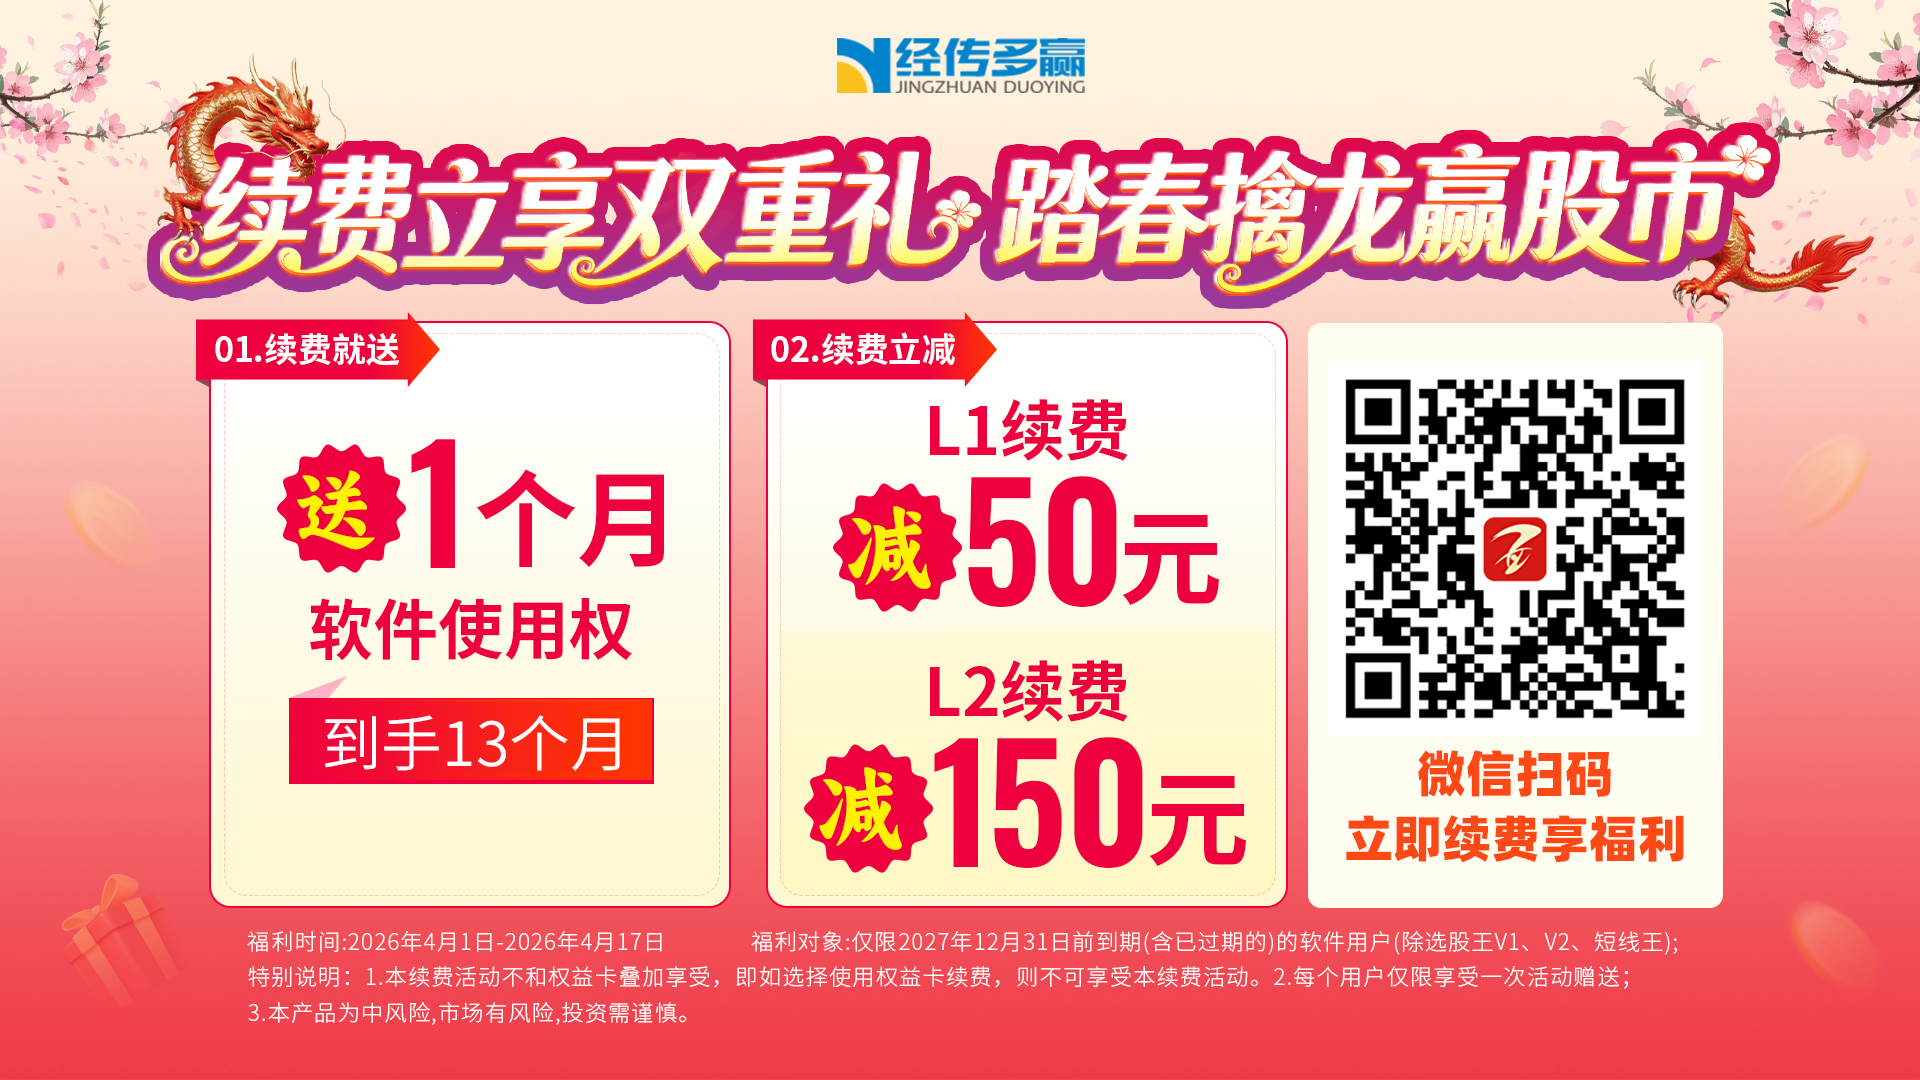 经传多赢
JINGZHUAN DUOYING
续费立享双重礼 踏春擒龙赢股市
01.续费就送
送1个月
软件使用权
到手13个月
02.续费立减
L1续费
减50元
L2续费
减150元
微信扫码
立即续费享福利
福利时间:2026年4月1日-2026年4月17日 福利对象:仅限2027年12月31日前到期(含已过期的)的软件用户(除选股王V1、V2、短线王);
特别说明：1.本续费活动不和权益卡叠加享受，即如选择使用权益卡续费，则不可享受本续费活动。2.每个用户仅限享受一次活动赠送；
3.本产品为中风险,市场有风险,投资需谨慎。